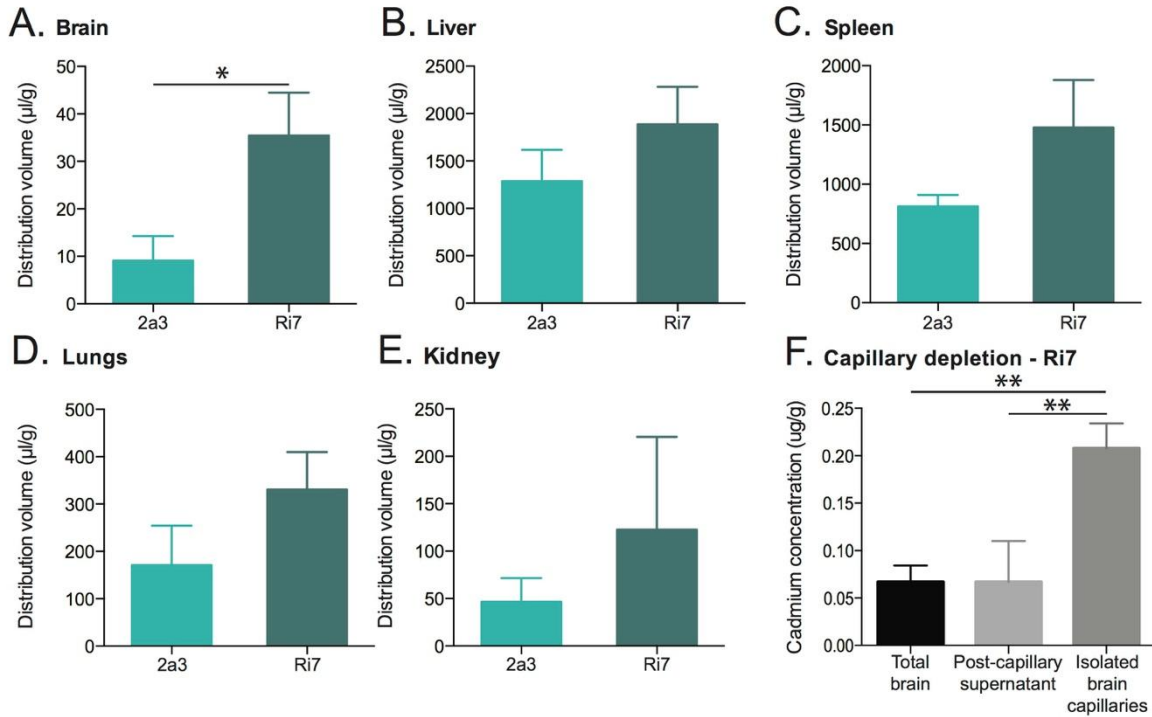 A. Brain
Distribution volume (µl/g)
50
40
30
20
10
0
*
2a3
Ri7
B. Liver
Distribution volume (µl/g)
2500
2000
1500
1000
500
0
2a3
Ri7
C. Spleen
Distribution volume (µl/g)
2000
1500
1000
500
0
2a3
Ri7
D. Lungs
Distribution volume (µl/g)
500
400
300
200
100
0
2a3
Ri7
E. Kidney
Distribution volume (µl/g)
250
200
150
100
50
0
2a3
Ri7
F. Capillary depletion - Ri7
Cadmium concentration (ug/g)
0.25
0.20
0.15
0.10
0.05
0.00
**
**
Total
brain
Post-capillary
supernatant
Isolated
brain
capillaries